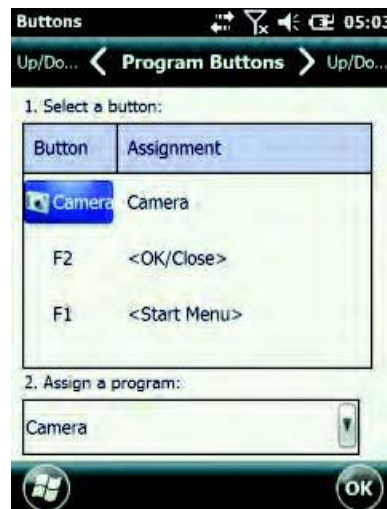 Buttons 05:03
Up/Do... Program Buttons Up/Do...
1. Select a button:
Button Assignment
Camera Camera
F2 <OK/Close>
F1 <Start Menu>
2. Assign a program:
Camera
OK